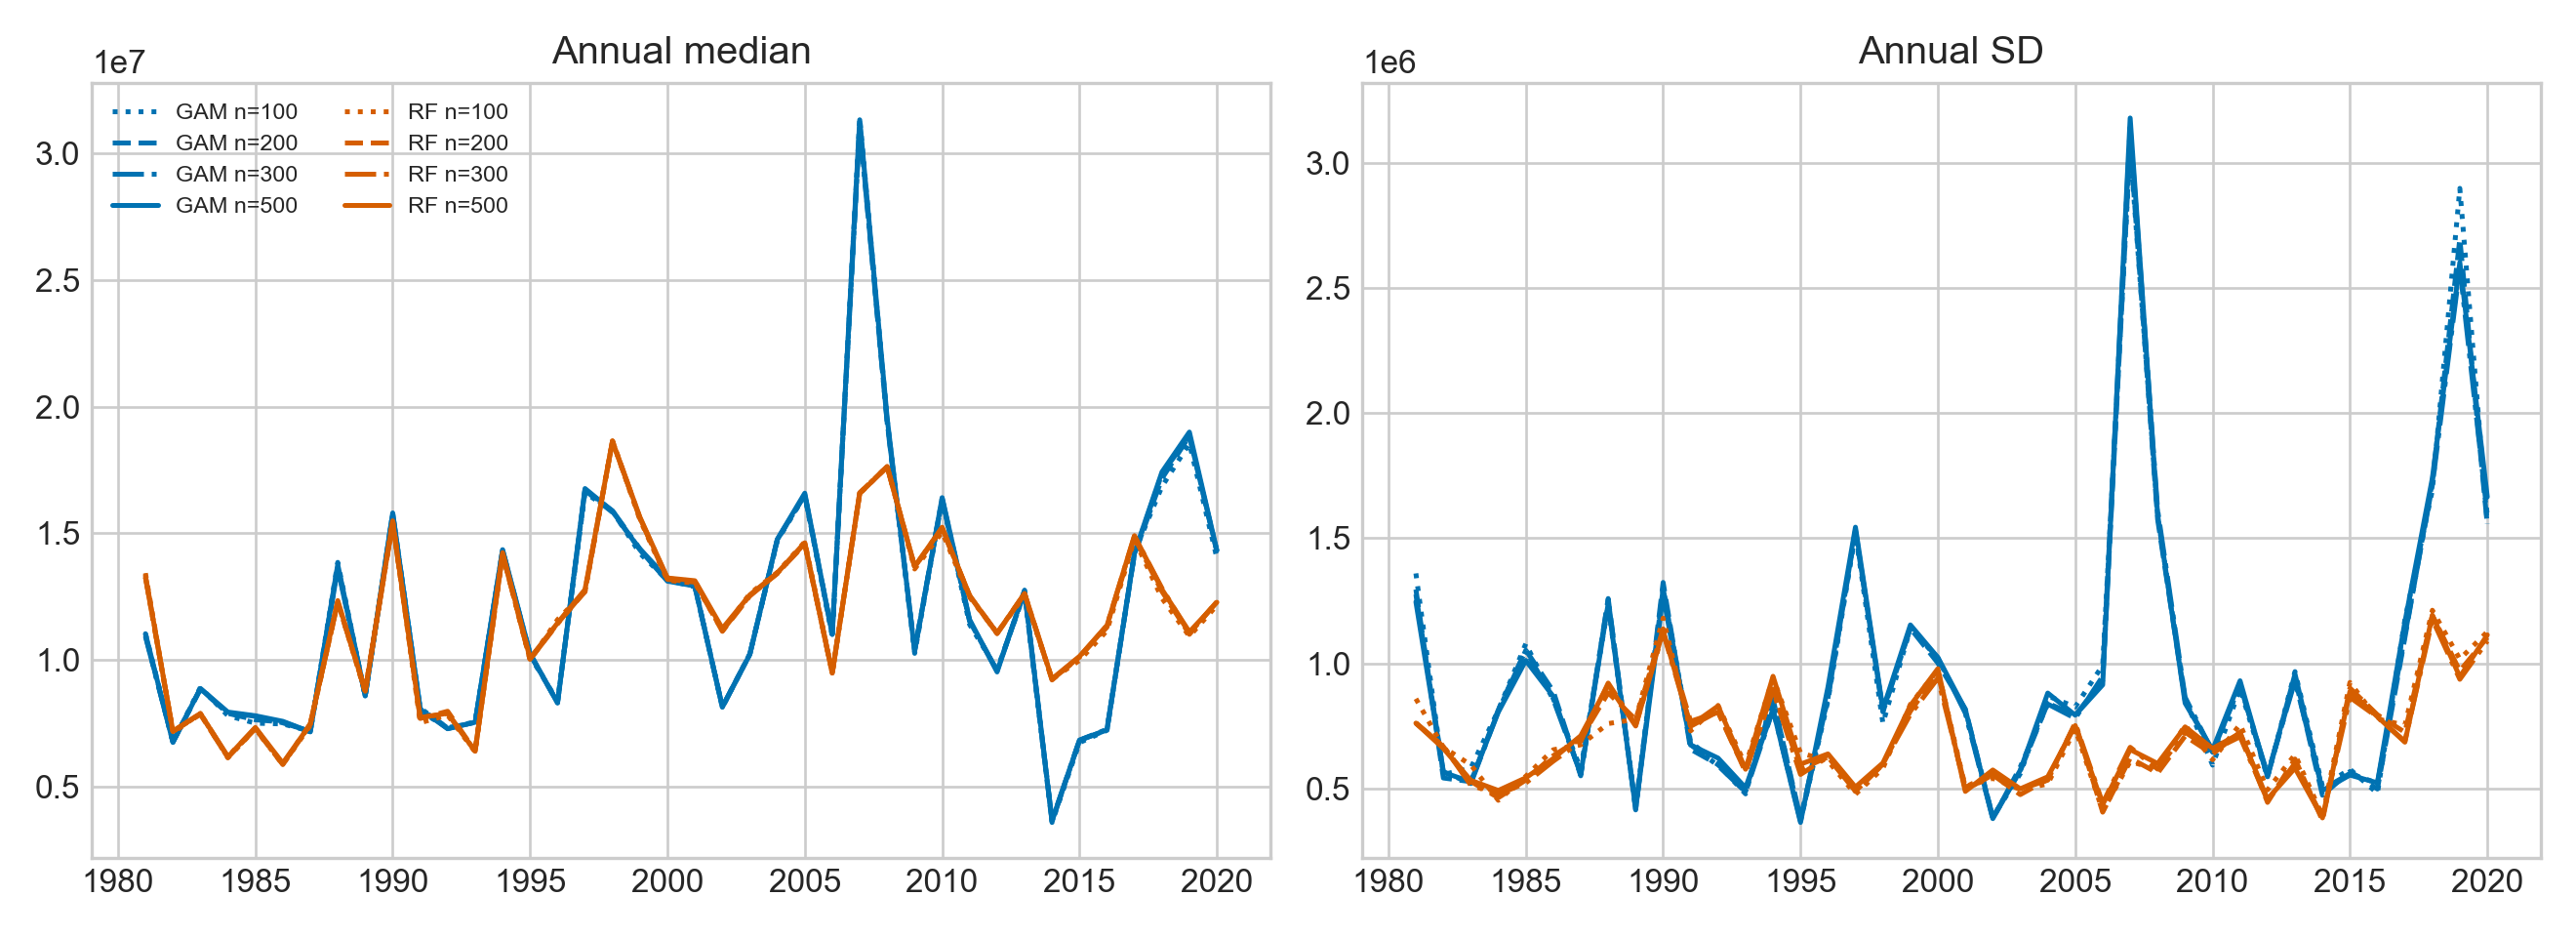 Annual median
1e7
GAM n=100
GAM n=200
GAM n=300
GAM n=500
RF n=100
RF n=200
RF n=300
RF n=500
3.0
2.5
2.0
1.5
1.0
0.5
1980 1985 1990 1995 2000 2005 2010 2015 2020
Annual SD
1e6
3.0
2.5
2.0
1.5
1.0
0.5
1980 1985 1990 1995 2000 2005 2010 2015 2020